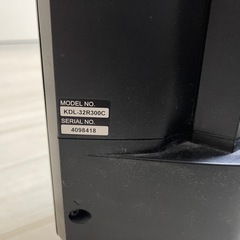 MODEL NO.
KDL-32R300C
SERIAL NO.
4098418